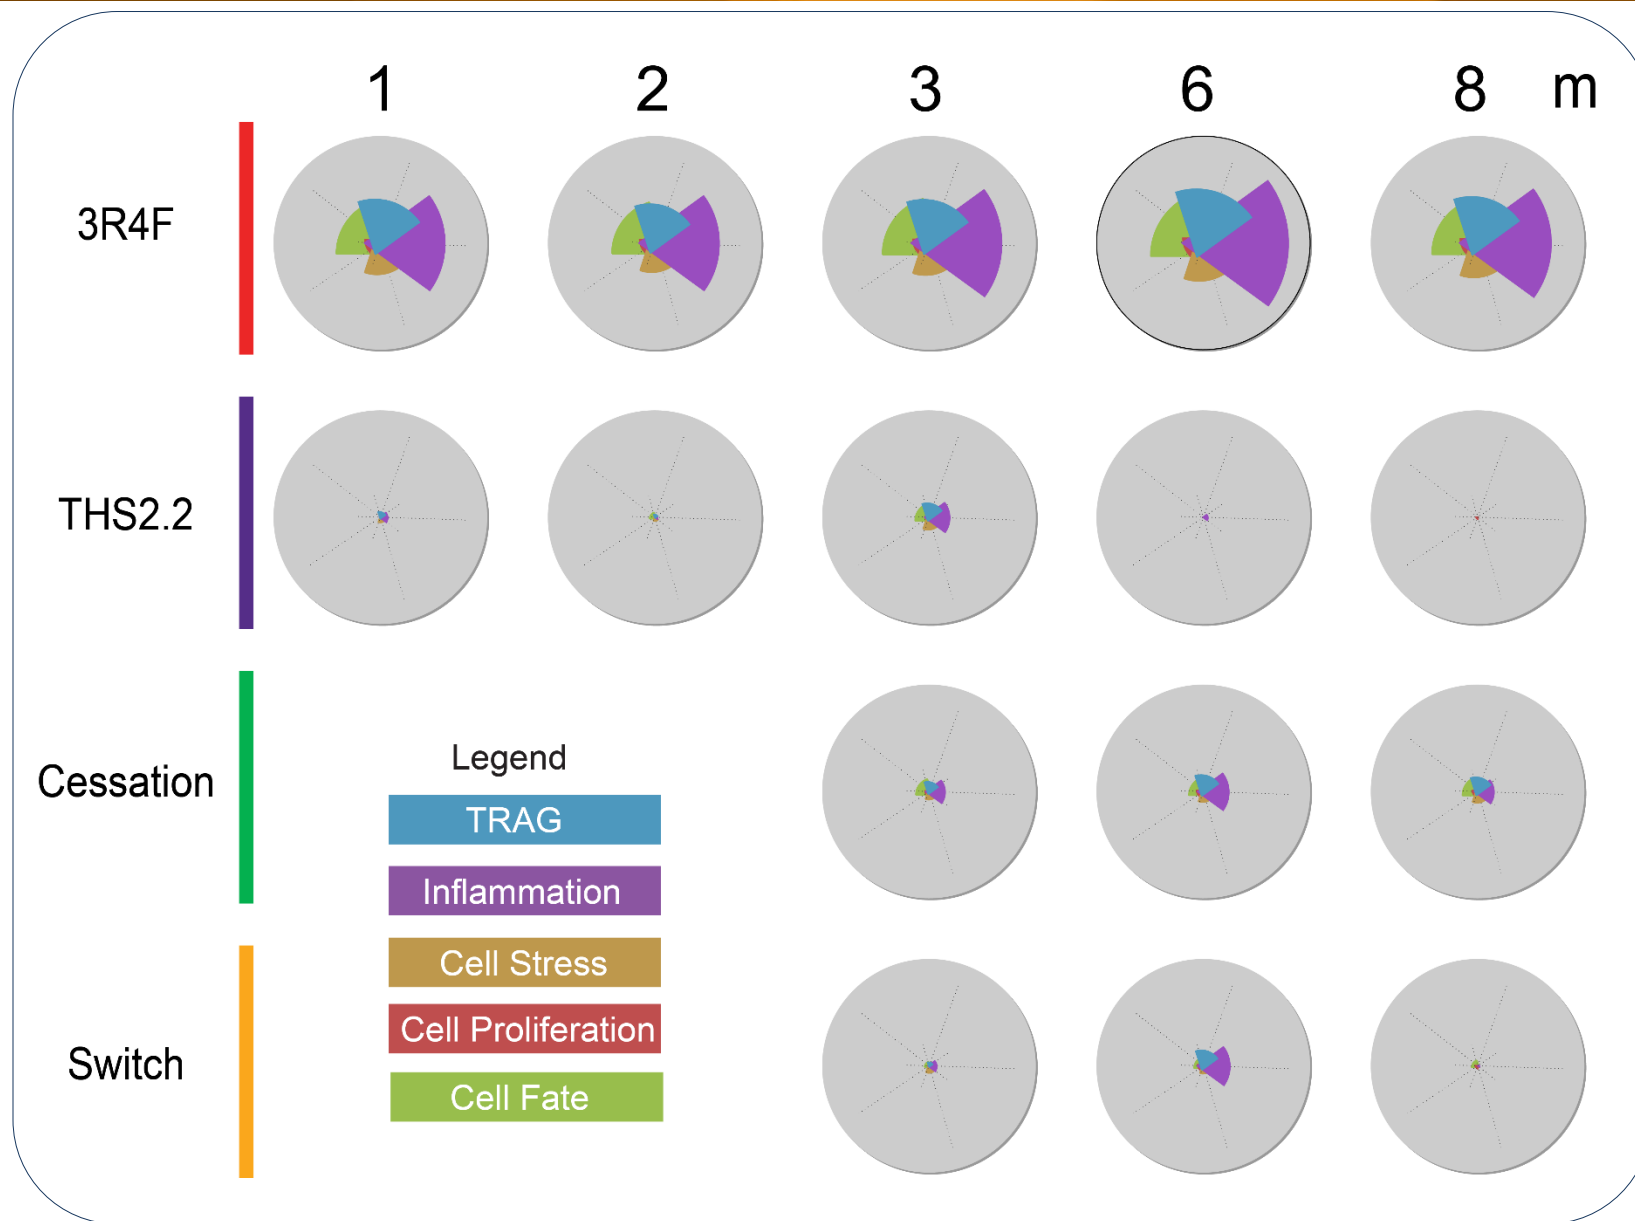 1 2 3 6 8 m
3R4F
THS2.2
Cessation
Switch
Legend
TRAG
Inflammation
Cell Stress
Cell Proliferation
Cell Fate